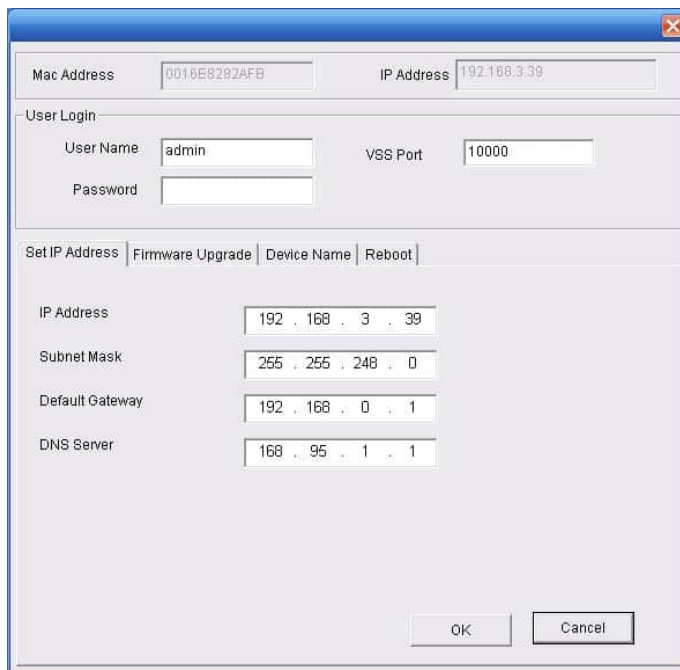 Mac Address 0016E8282AFB IP Address 192.168.3.39
User Login
User Name admin VSS Port 10000
Password
Set IP Address Firmware Upgrade Device Name Reboot
IP Address 192 . 168 . 3 . 39
Subnet Mask 255 . 255 . 248 . 0
Default Gateway 192 . 168 . 0 . 1
DNS Server 168 . 95 . 1 . 1
OK Cancel